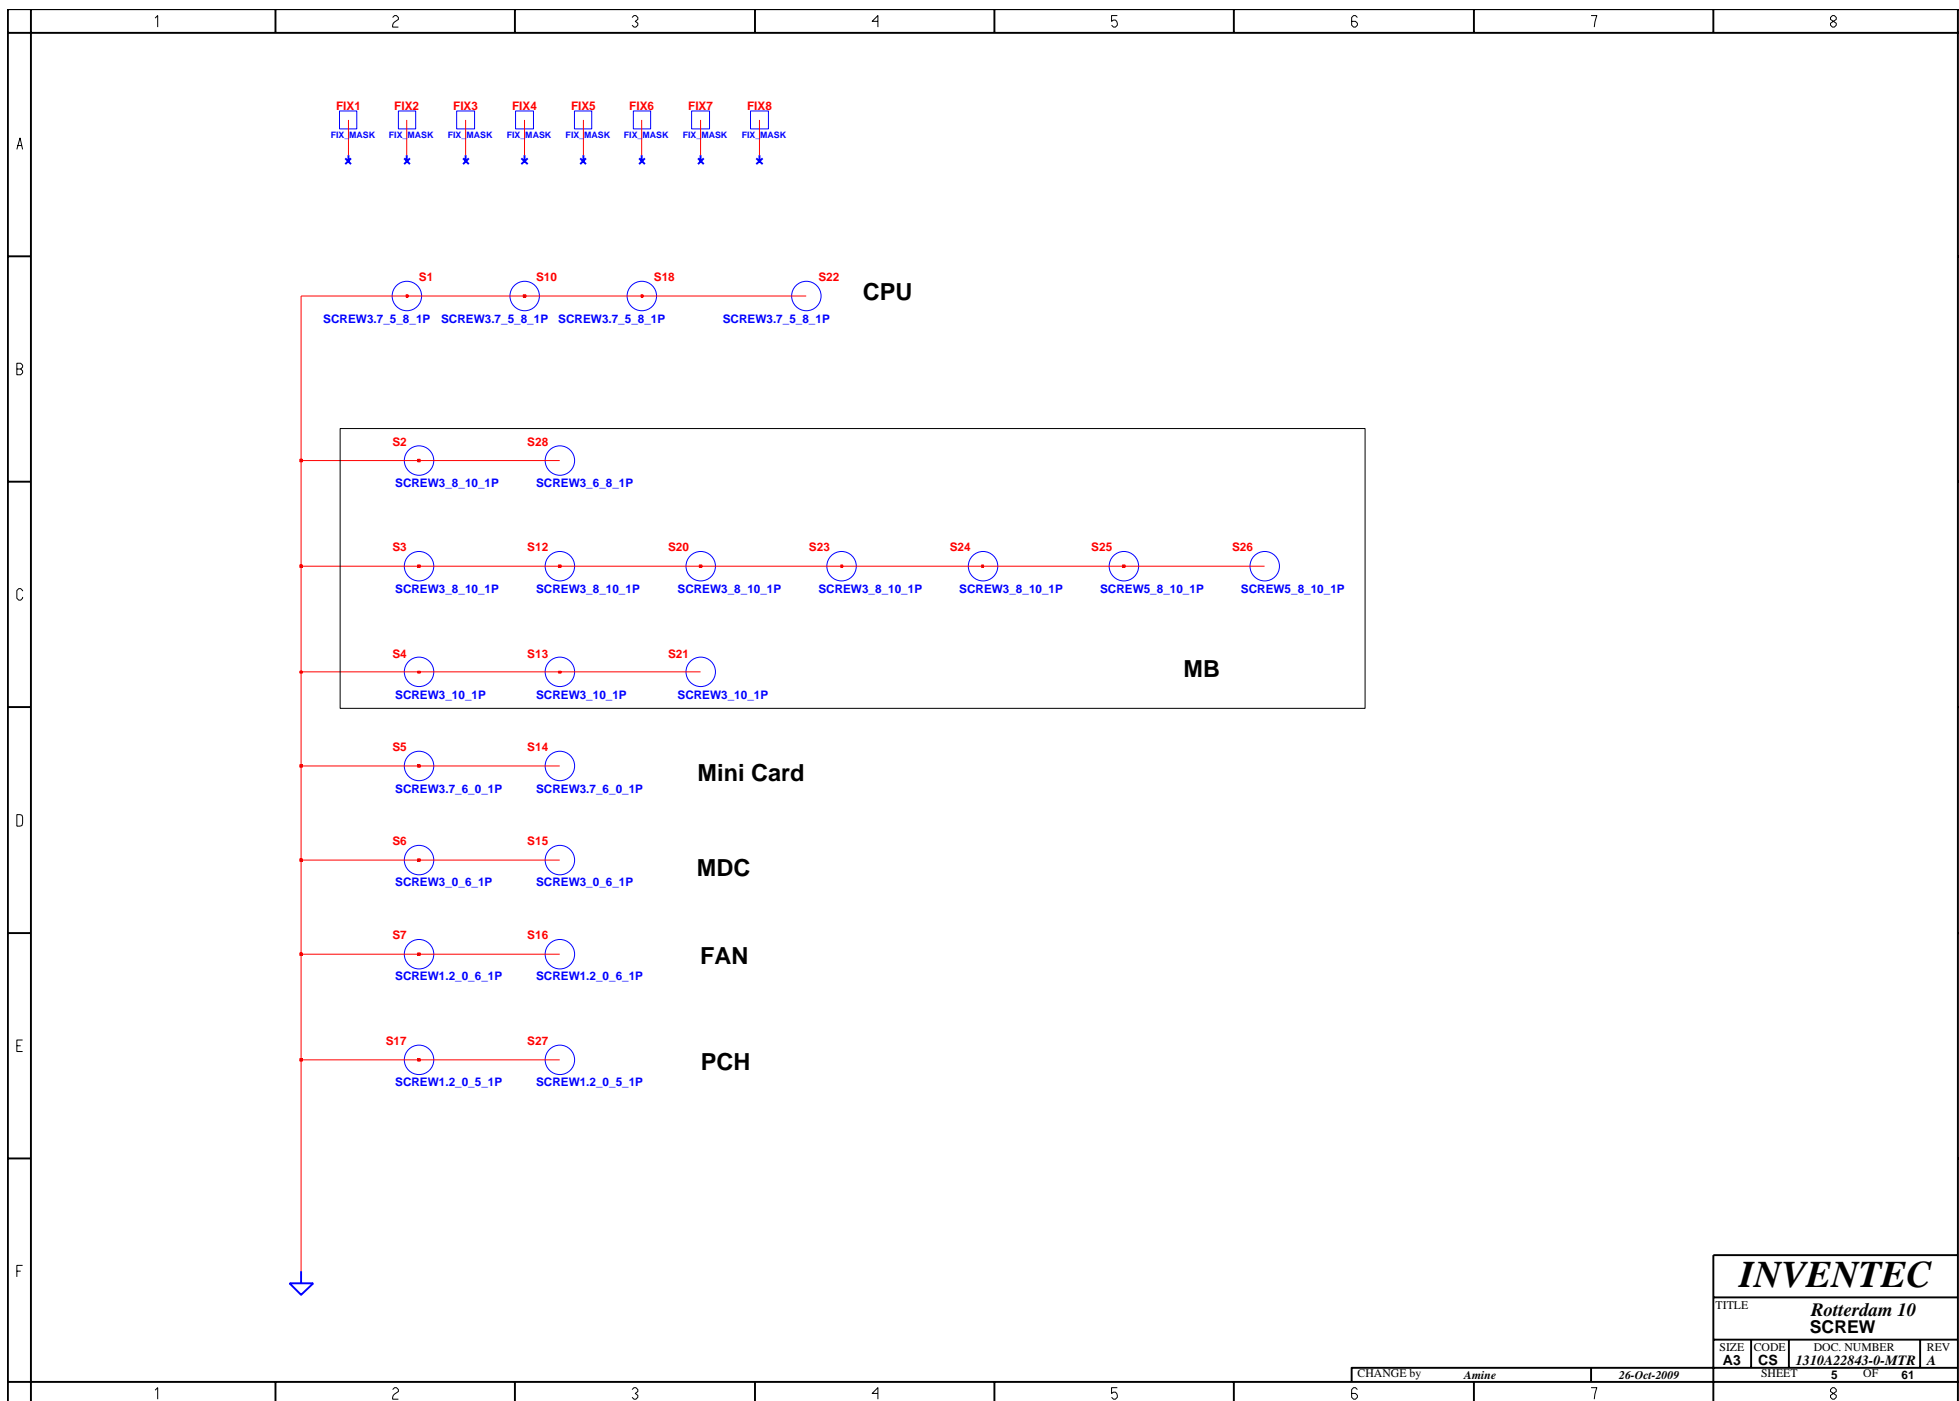 1 2 3 4 5 6 7 8
A
FIX1 FIX2 FIX3 FIX4 FIX5 FIX6 FIX7 FIX8
FIX_MASK FIX_MASK FIX_MASK FIX_MASK FIX_MASK FIX_MASK FIX_MASK FIX_MASK
S1 S10 S18 S22
CPU
SCREW3.7_5_8_1P SCREW3.7_5_8_1P SCREW3.7_5_8_1P SCREW3.7_5_8_1P
B
S2 S28
SCREW3_8_10_1P SCREW3_6_8_1P
S3 S12 S20 S23 S24 S25 S26
SCREW3_8_10_1P SCREW3_8_10_1P SCREW3_8_10_1P SCREW3_8_10_1P SCREW3_8_10_1P SCREW5_8_10_1P SCREW5_8_10_1P
C
S4 S13 S21
MB
SCREW3_10_1P SCREW3_10_1P SCREW3_10_1P
S5 S14
Mini Card
SCREW3.7_6_0_1P SCREW3.7_6_0_1P
D
S6 S15
MDC
SCREW3_0_6_1P SCREW3_0_6_1P
S7 S16
FAN
SCREW1.2_0_6_1P SCREW1.2_0_6_1P
E
S17 S27
PCH
SCREW1.2_0_5_1P SCREW1.2_0_5_1P
F
INVENTEC
TITLE Rotterdam 10
SCREW
SIZE CODE DOC. NUMBER REV
A3 CS 1310A22843-0-MTR A
CHANGE by Amine 26-Oct-2009 SHEET 5 OF 61
1 2 3 4 5 6 7 8